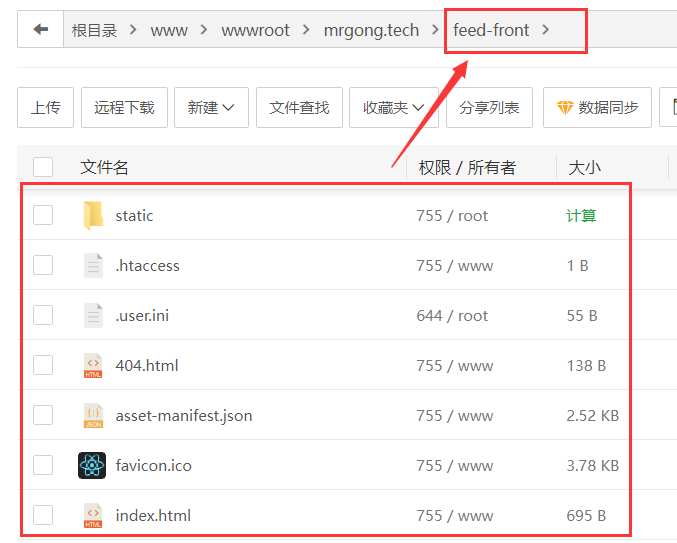 根目录 > www > wwwroot > mrgong.tech > feed-front >
上传 远程下载 新建 文件查找 收藏夹 分享列表 数据同步
文件名 权限 / 所有者 大小
static 755 / root 计算
.htaccess 755 / www 1 B
.user.ini 644 / root 55 B
404.html 755 / www 138 B
asset-manifest.json 755 / www 2.52 KB
favicon.ico 755 / www 3.78 KB
index.html 755 / www 695 B